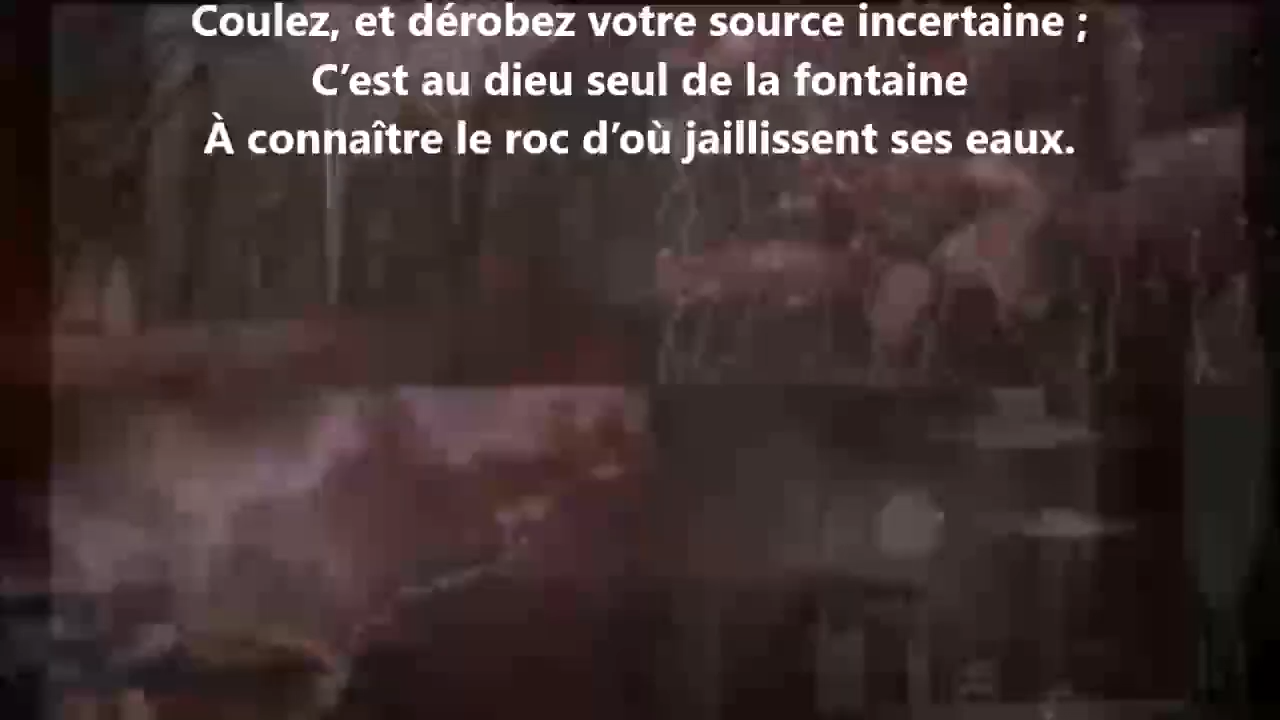 Coulez, et dérobez votre source incertaine ;
C’est au dieu seul de la fontaine
À connaître le roc d’où jaillissent ses eaux.